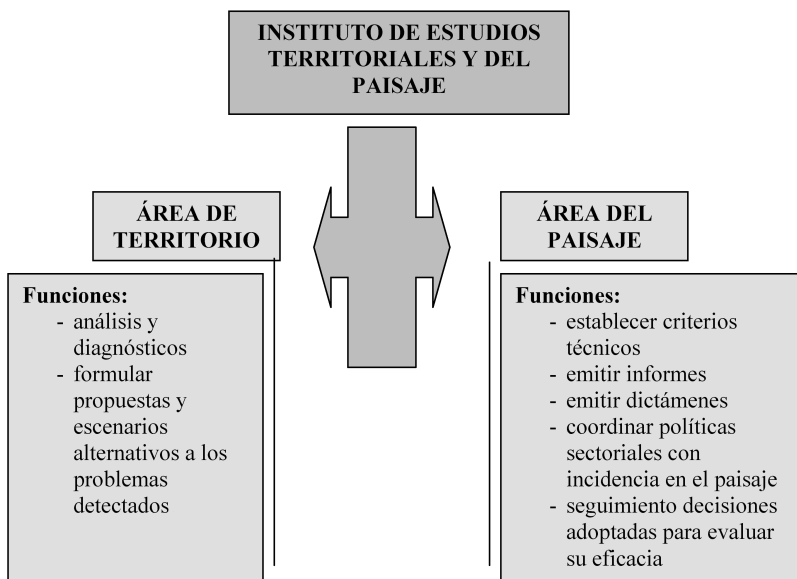 INSTITUTO DE ESTUDIOS
TERRITORIALES Y DEL
PAISAJE
ÁREA DE
TERRITORIO
Funciones:
- análisis y
diagnósticos
- formular
propuestas y
escenarios
alternativos a los
problemas
detectados
ÁREA DEL
PAISAJE
Funciones:
- establecer criterios
técnicos
- emitir informes
- emitir dictámenes
- coordinar políticas
sectoriales con
incidencia en el paisaje
- seguimiento decisiones
adoptadas para evaluar
su eficacia